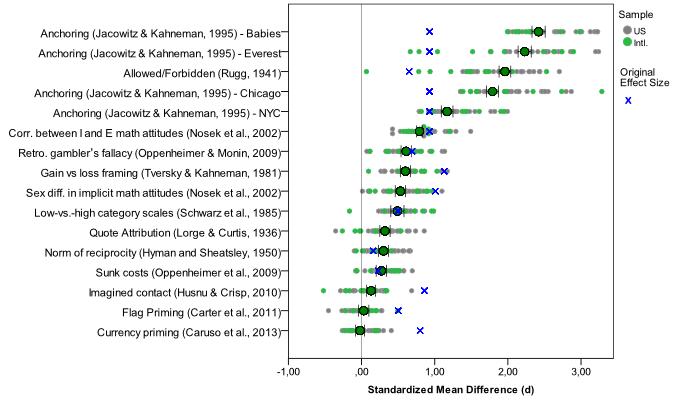 Anchoring (Jacowitz & Kahneman, 1995) - Babies
Anchoring (Jacowitz & Kahneman, 1995) - Everest
Allowed/Forbidden (Rugg, 1941)
Anchoring (Jacowitz & Kahneman, 1995) - Chicago
Anchoring (Jacowitz & Kahneman, 1995) - NYC
Corr. between I and E math attitudes (Nosek et al., 2002)
Retro. gambler's fallacy (Oppenheimer & Monin, 2009)
Gain vs loss framing (Tversky & Kahneman, 1981)
Sex diff. in implicit math attitudes (Nosek et al., 2002)
Low-vs.-high category scales (Schwarz et al., 1985)
Quote Attribution (Lorge & Curtis, 1936)
Norm of reciprocity (Hyman and Sheatsley, 1950)
Sunk costs (Oppenheimer et al., 2009)
Imagined contact (Husnu & Crisp, 2010)
Flag Priming (Carter et al., 2011)
Currency priming (Caruso et al., 2013)
-1,00 ,00 1,00 2,00 3,00
Standardized Mean Difference (d)
Sample
US
Intl.
Original
Effect Size